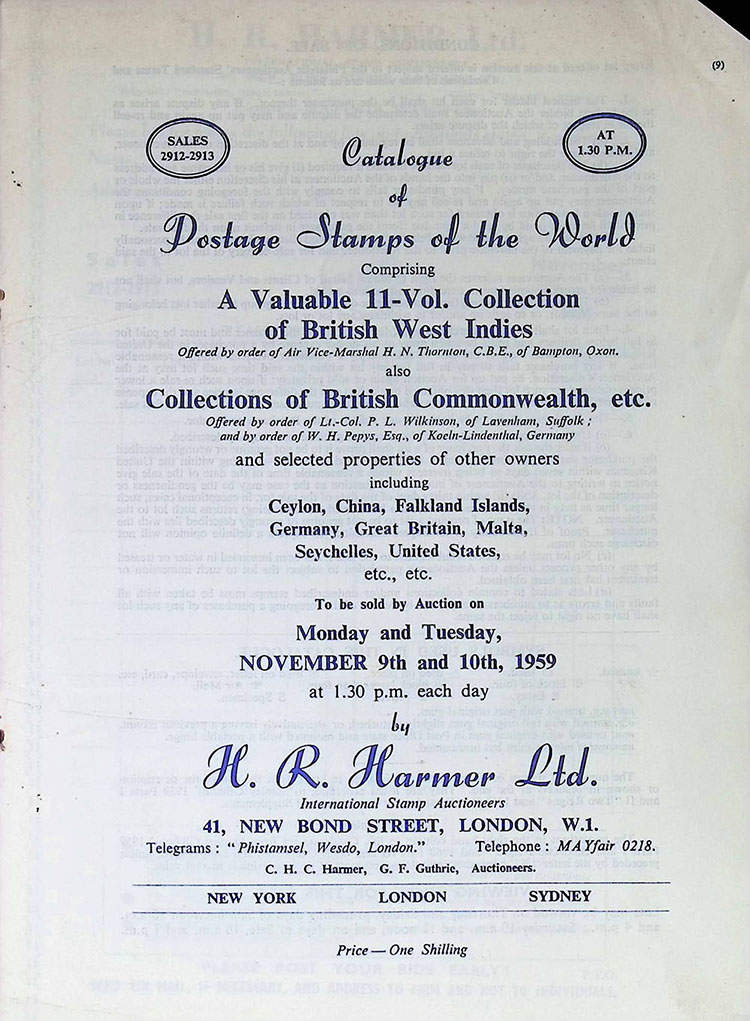 (9)
SALES
2912-2913
AT
1.30 P.M.
Catalogue
of
Postage Stamps of the World
Comprising
A Valuable 11-Vol. Collection
of British West Indies
Offered by order of Air Vice-Marshal H. N. Thornton, C.B.E., of Bampton, Oxon.
also
Collections of British Commonwealth, etc.
Offered by order of Lt.-Col. P. L. Wilkinson, of Lavenham, Suffolk ;
and by order of W. H. Pepys, Esq., of Koeln-Lindenthal, Germany
and selected properties of other owners
including
Ceylon, China, Falkland Islands,
Germany, Great Britain, Malta,
Seychelles, United States,
etc., etc.
To be sold by Auction on
Monday and Tuesday,
NOVEMBER 9th and 10th, 1959
at 1.30 p.m. each day
by
H. R. Harmer Ltd.
International Stamp Auctioneers
41, NEW BOND STREET, LONDON, W.1.
Telegrams : "Phistamsel, Wesdo, London." Telephone : MAYfair 0218.
C. H. C. Harmer, G. F. Guthrie, Auctioneers.
NEW YORK LONDON SYDNEY
Price — One Shilling